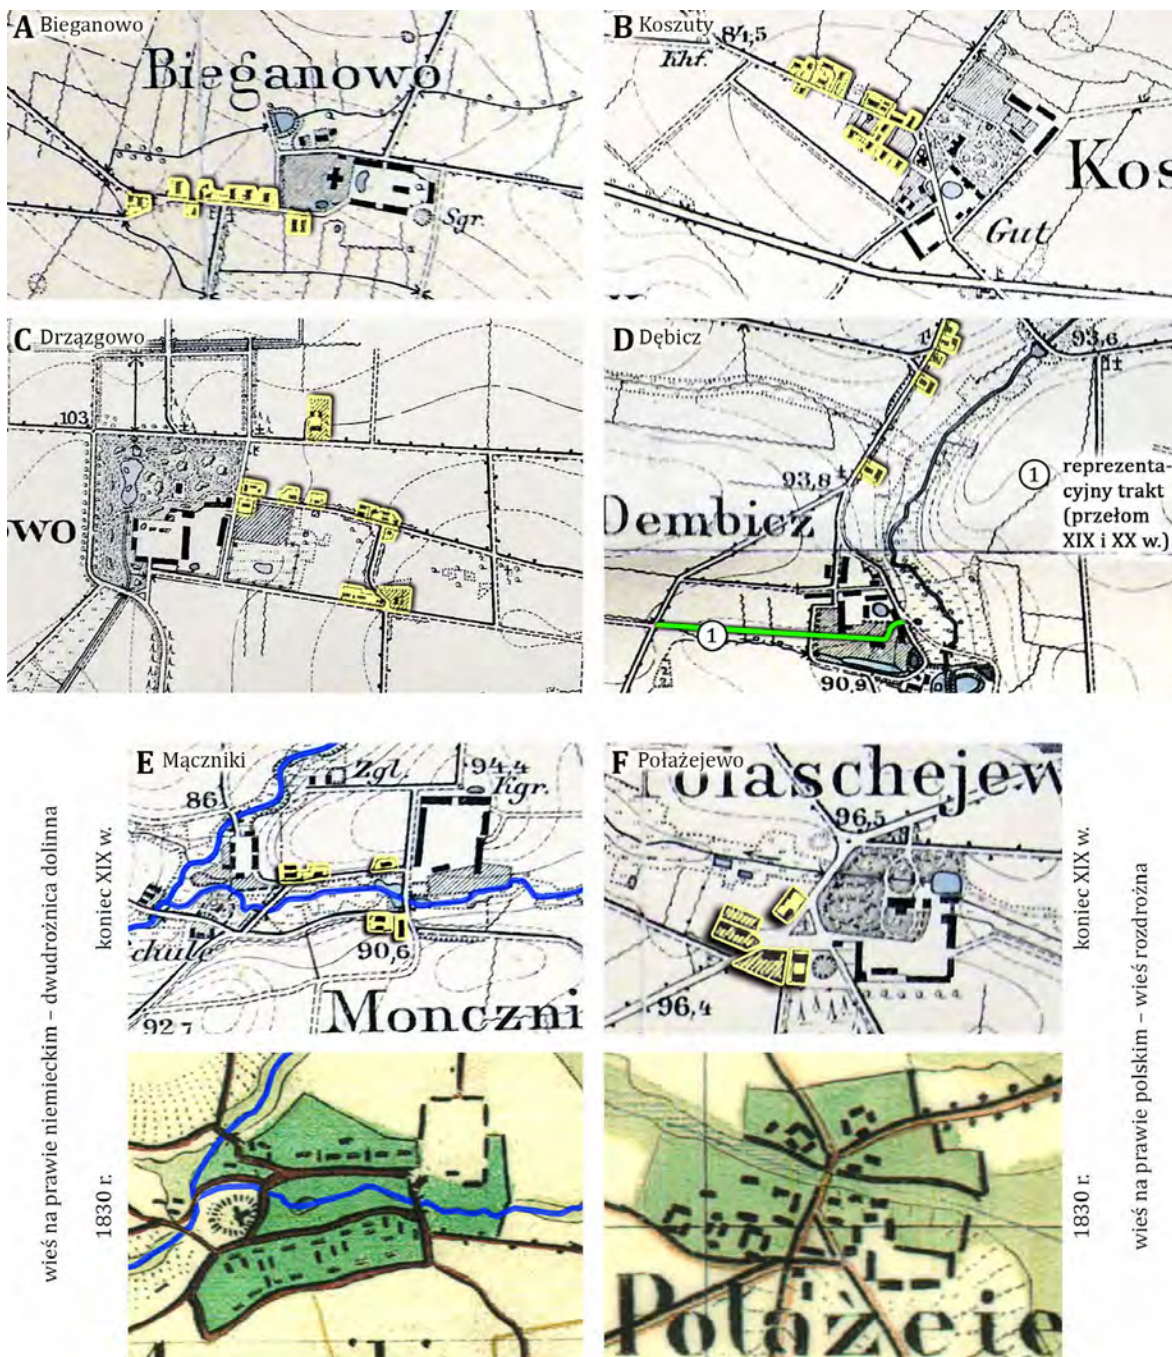 A Bieganowo
Bieganowo
Sgr.
B Koszuty
84,5
Khf.
Kos
Gut
C Drzązgowo
103
owo
D Dębicz
93,6
93,8
Dembicz
1 reprezenta-
cyjny trakt
(przełom
XIX i XX w.)
1
90,9
E Mączniki
Zgl.
94,4
Rgr.
86
chule
90,6
92,7
Monczni
F Połażejewo
Polaschejew
96,5
96,4
wieś na prawie niemieckim – dwudrożnica dolinna
koniec XIX w.
1830 r.
koniec XIX w.
1830 r.
wieś na prawie polskim – wieś rozdrożna
Połażeje